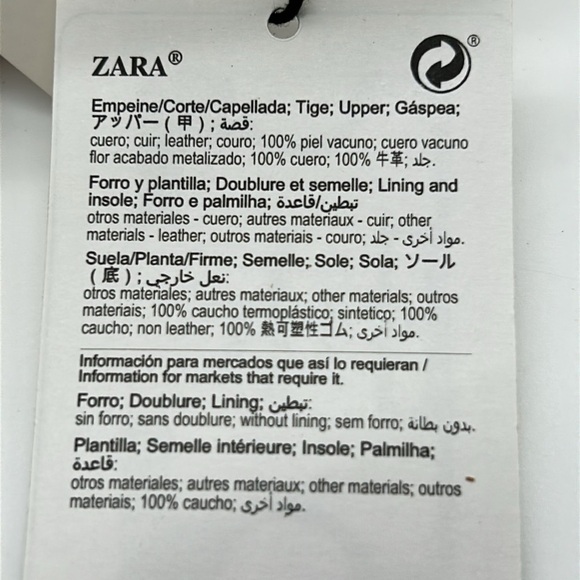 ZARA®
®
Empeine/Corte/Capellada; Tige; Upper; Gáspea;
アッパー ( 甲 ) ; قصة:
cuero; cuir; leather; couro; 100% piel vacuno; cuero vacuno
flor acabado metalizado; 100% cuero; 100% 牛革; جلد.
Forro y plantilla; Doublure et semelle; Lining and
insole; Forro e palmilha; تبطين/قاعدة
otros materiales - cuero; autres materiaux - cuir; other
materials - leather; outros materiais - couro; مواد أخرى - جلد.
Suela/Planta/Firme; Semelle; Sole; Sola; ソール
( 底 ) ; نعل خارجي:
otros materiales; autres materiaux; other materials; outros
materiais; 100% caucho termoplástico; sintetico; 100%
caucho; non leather; 100% 熱可塑性ゴム; مواد أخرى.
Información para mercados que así lo requieran /
Information for markets that require it.
Forro; Doublure; Lining; تبطين:
sin forro; sans doublure; without lining; sem forro; بدون بطانة.
Plantilla; Semelle intérieure; Insole; Palmilha;
قاعدة:
otros materiales; autres materiaux; other materials; outros
materiais; 100% caucho; مواد أخرى.